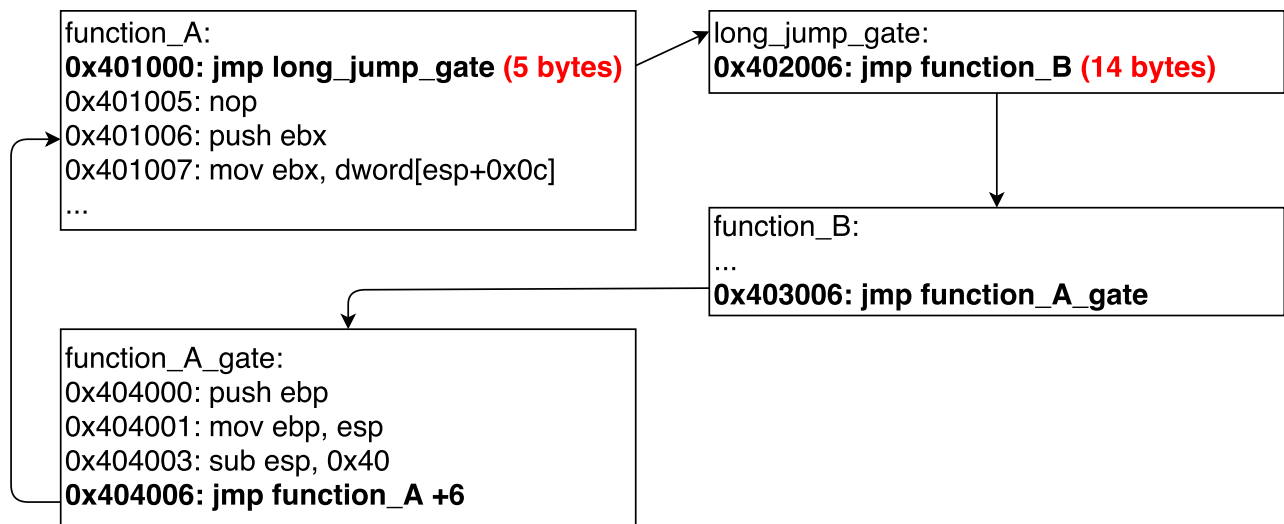 function_A:
0x401000: jmp long_jump_gate (5 bytes)
0x401005: nop
0x401006: push ebx
0x401007: mov ebx, dword[esp+0x0c]
...
long_jump_gate:
0x402006: jmp function_B (14 bytes)
function_B:
...
0x403006: jmp function_A_gate
function_A_gate:
0x404000: push ebp
0x404001: mov ebp, esp
0x404003: sub esp, 0x40
0x404006: jmp function_A +6